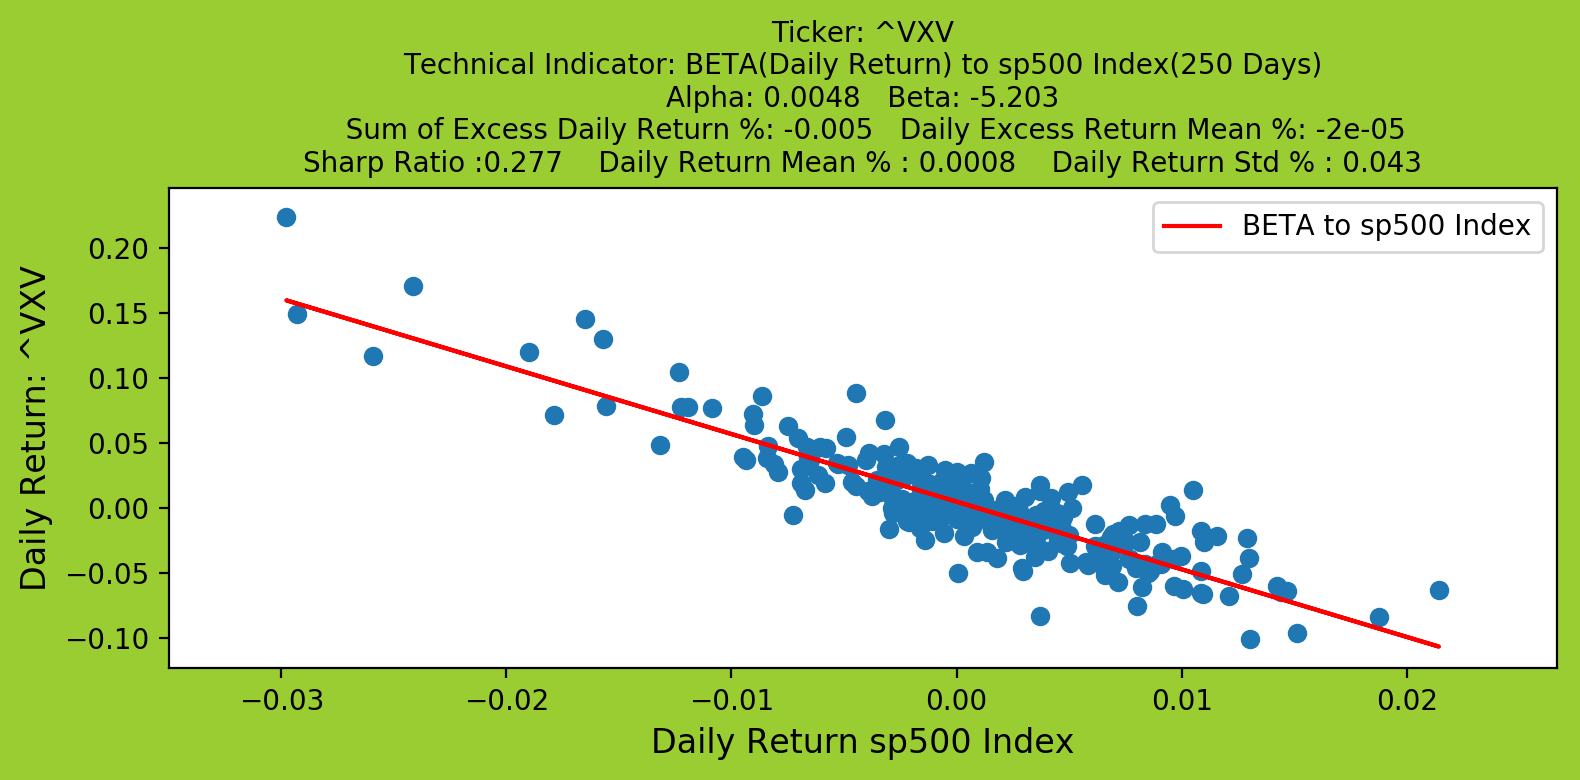 Ticker: ^VXV
Technical Indicator: BETA(Daily Return) to sp500 Index(250 Days)
Alpha: 0.0048   Beta: -5.203
Sum of Excess Daily Return %: -0.005   Daily Excess Return Mean %: -2e-05
Sharp Ratio :0.277    Daily Return Mean % : 0.0008    Daily Return Std % : 0.043
BETA to sp500 Index
Daily Return: ^VXV
0.20
0.15
0.10
0.05
0.00
−0.05
−0.10
−0.03 −0.02 −0.01 0.00 0.01 0.02
Daily Return sp500 Index